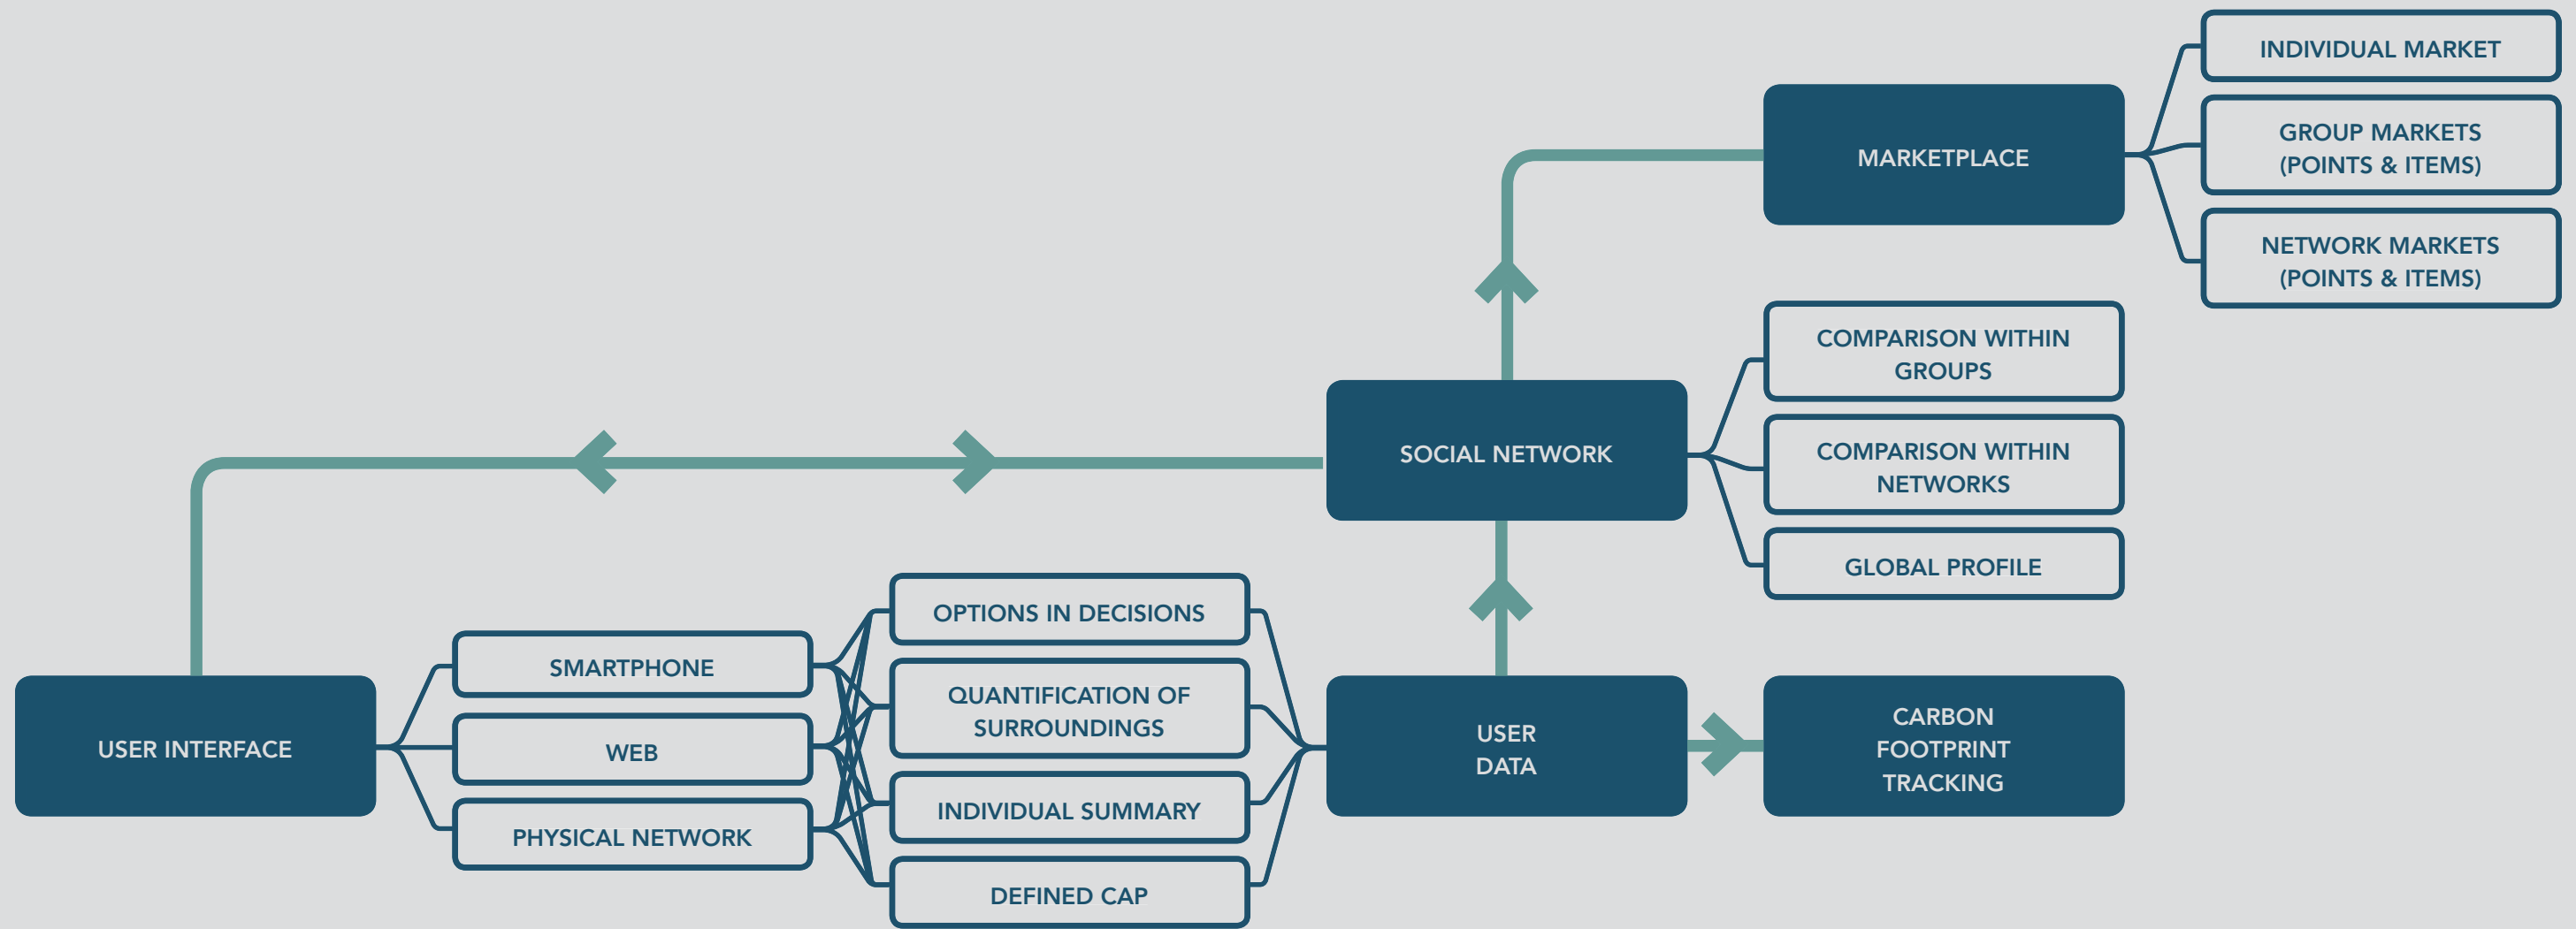 INDIVIDUAL MARKET
GROUP MARKETS
(POINTS & ITEMS)
NETWORK MARKETS
(POINTS & ITEMS)
MARKETPLACE
COMPARISON WITHIN
GROUPS
COMPARISON WITHIN
NETWORKS
GLOBAL PROFILE
SOCIAL NETWORK
USER INTERFACE
SMARTPHONE
WEB
PHYSICAL NETWORK
OPTIONS IN DECISIONS
QUANTIFICATION OF
SURROUNDINGS
INDIVIDUAL SUMMARY
DEFINED CAP
USER
DATA
CARBON
FOOTPRINT
TRACKING